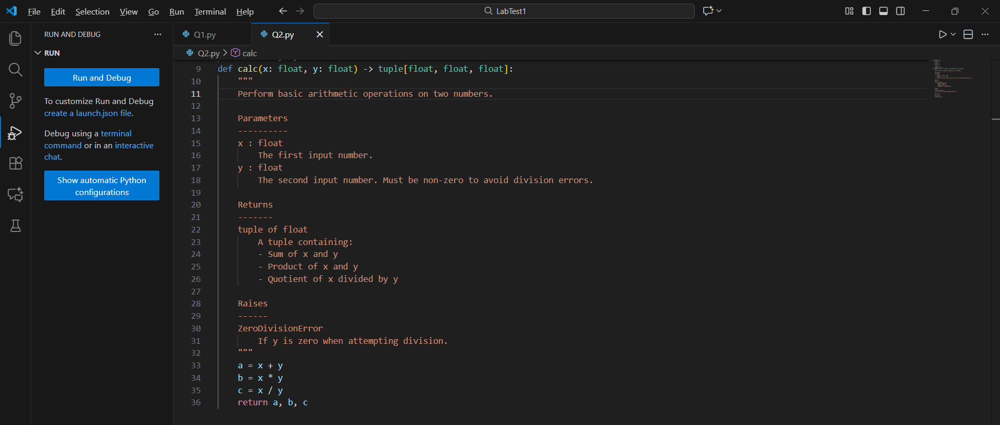 File Edit Selection View Go Run Terminal Help
LabTest1
RUN AND DEBUG
RUN
Run and Debug
To customize Run and Debug
create a launch.json file.
Debug using a terminal
command or in an interactive
chat.
Show automatic Python
configurations
Q1.py
Q2.py
Q2.py > calc
9 def calc(x: float, y: float) -> tuple[float, float, float]:
10 """
11 Perform basic arithmetic operations on two numbers.
12
13 Parameters
14 ----------
15 x : float
16 The first input number.
17 y : float
18 The second input number. Must be non-zero to avoid division errors.
19
20 Returns
21 -------
22 tuple of float
23 A tuple containing:
24 - Sum of x and y
25 - Product of x and y
26 - Quotient of x divided by y
27
28 Raises
29 ------
30 ZeroDivisionError
31 If y is zero when attempting division.
32 """
33 a = x + y
34 b = x * y
35 c = x / y
36 return a, b, c